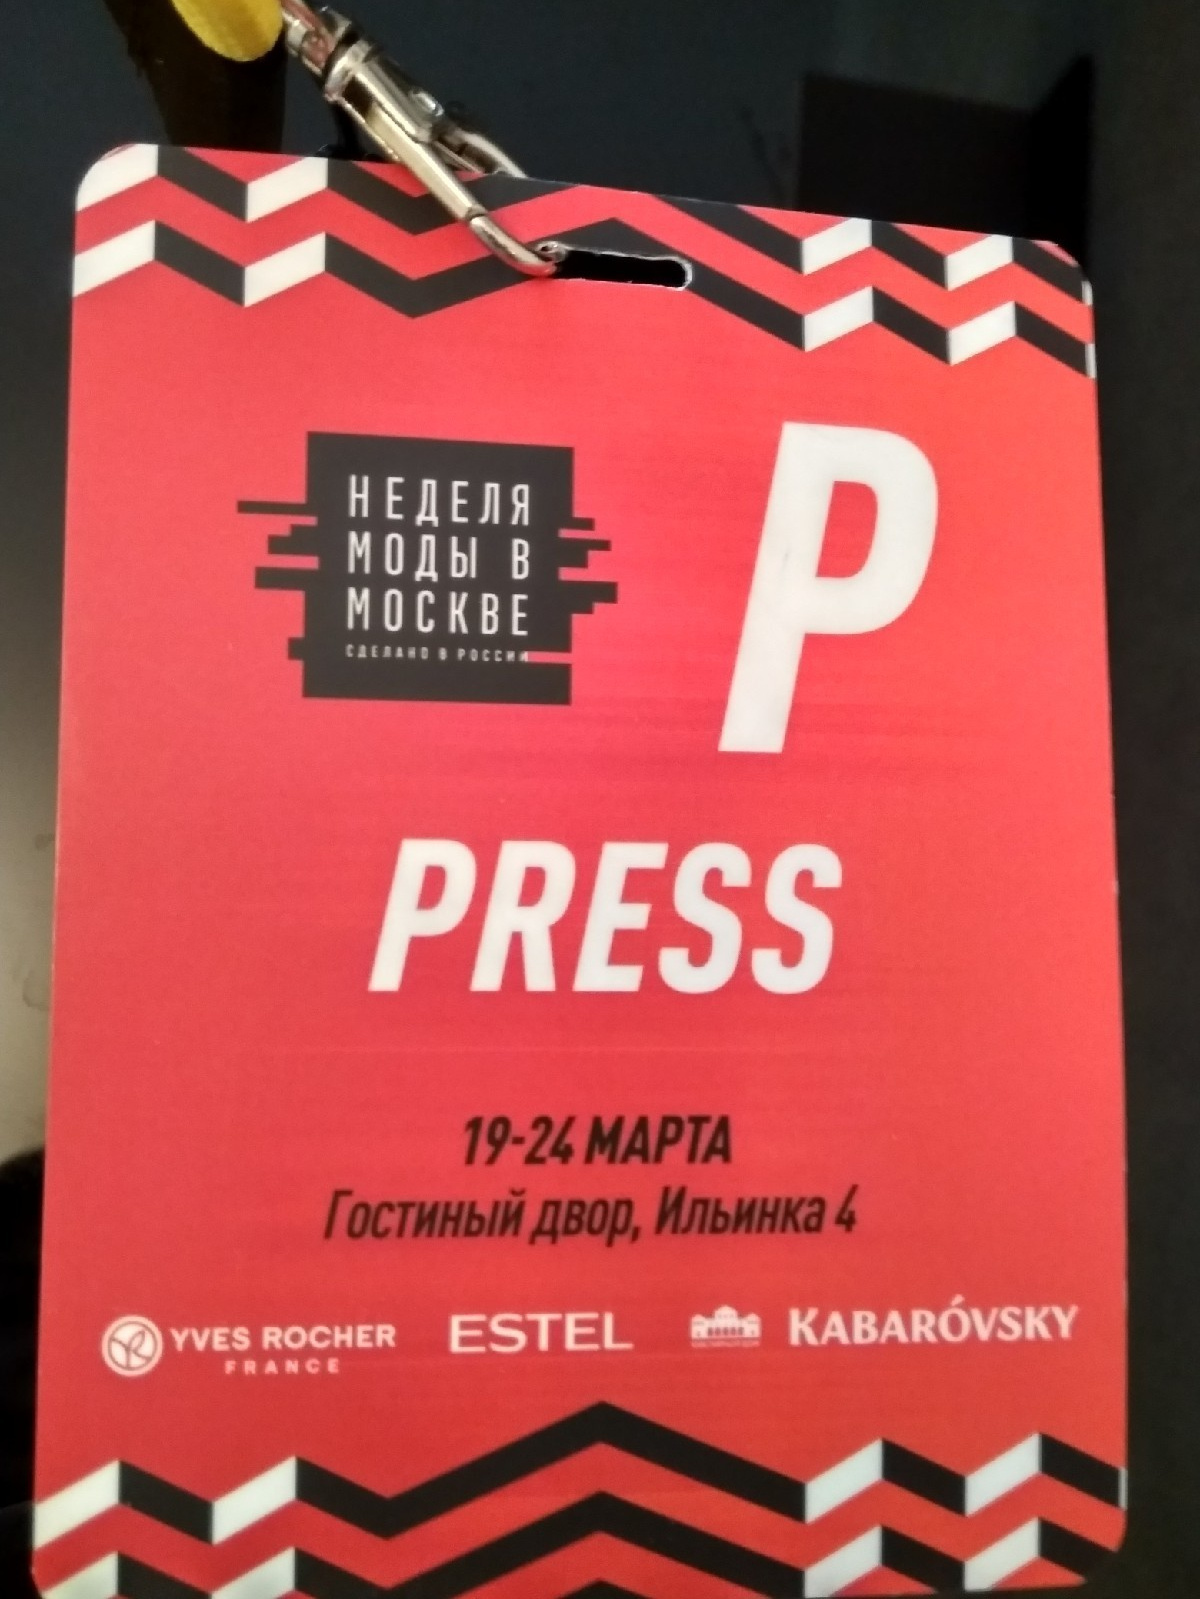 НЕДЕЛЯ
МОДЫ В
МОСКВЕ
СДЕЛАНО В РОССИИ
P
PRESS
19-24 МАРТА
Гостиный двор, Ильинка 4
YVES ROCHER
FRANCE
ESTEL
KABARÓVSKY